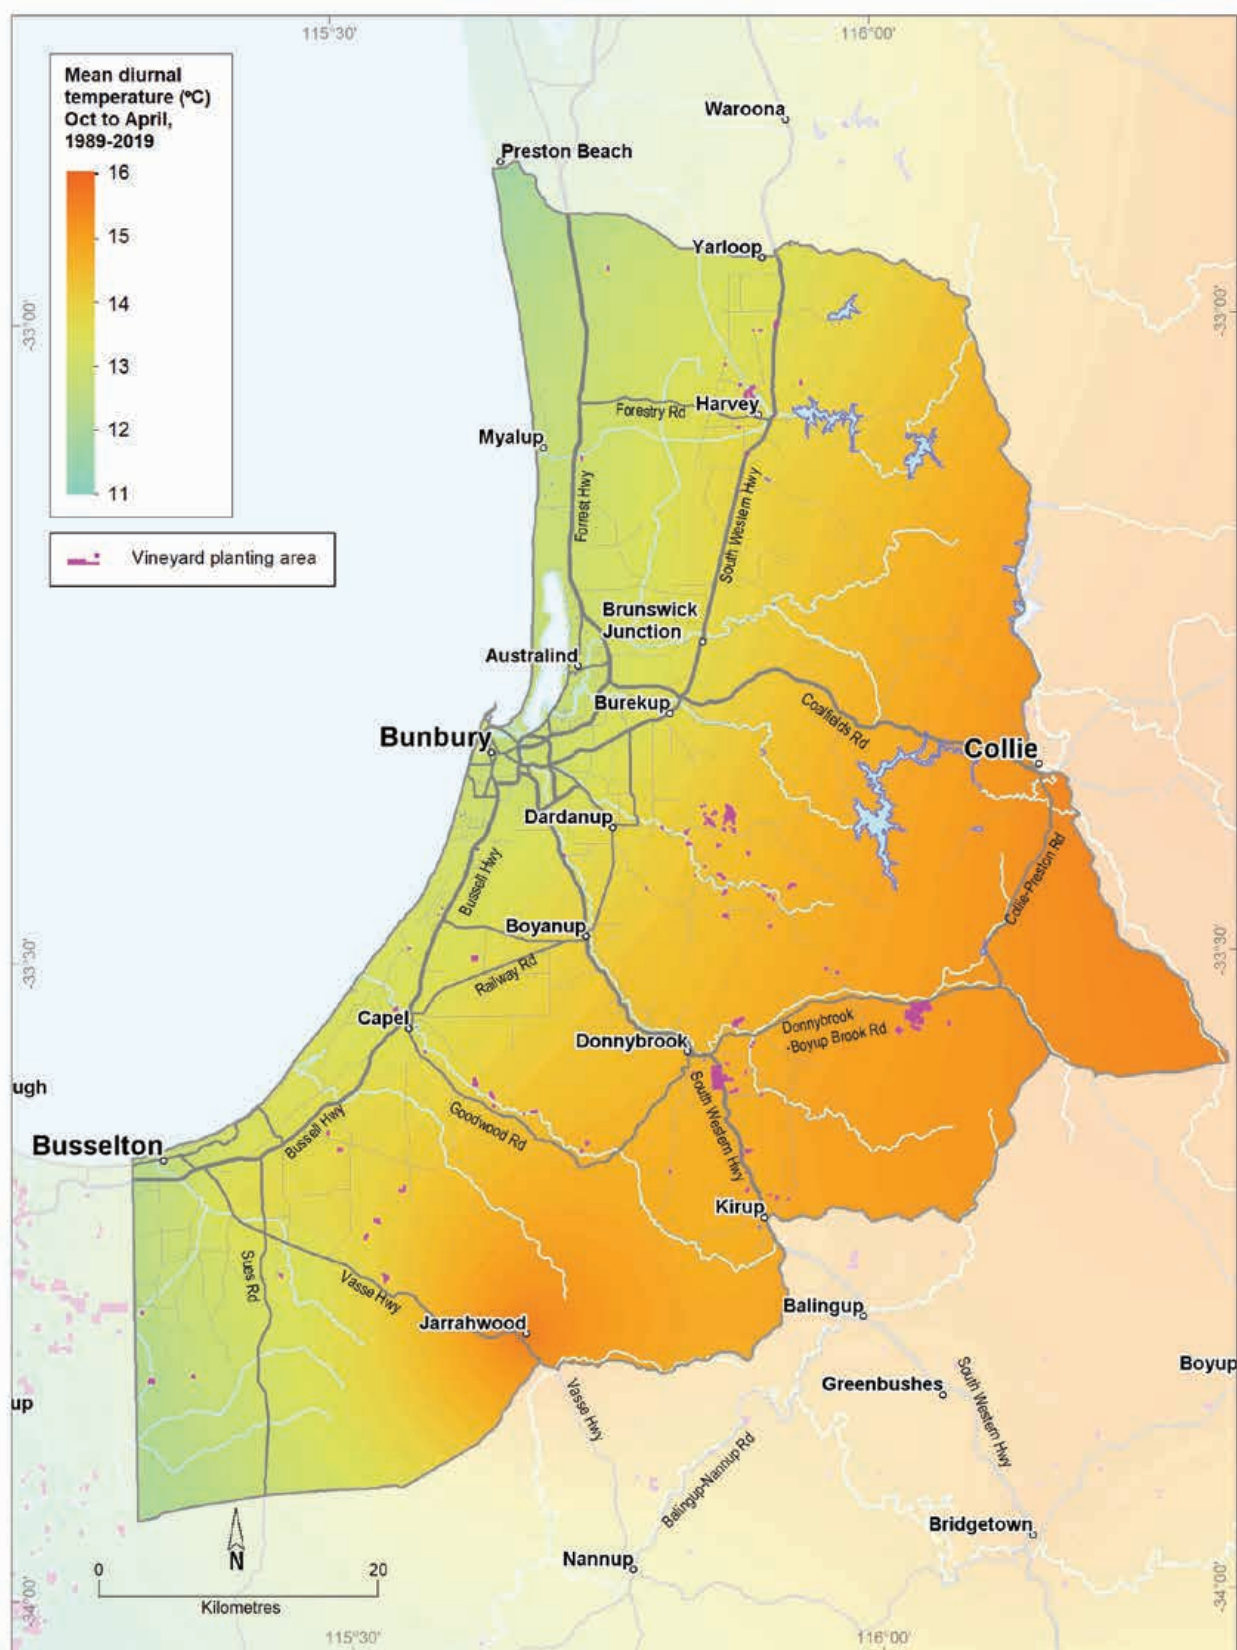 115°30'
116°00'
Mean diurnal
temperature (°C)
Oct to April,
1989-2019
16
15
14
13
12
11
Vineyard planting area
Waroona
Preston Beach
Yarloop
-33°00'
-33°00'
Forestry Rd
Harvey
Myalup
Forrest Hwy
South Western Hwy
Brunswick
Junction
Australind
Burekup
Coalfields Rd
Bunbury
Collie
Dardanup
Bussell Hwy
Collie-Preston Rd
Boyanup
-33°30'
-33°30'
Railway Rd
Capel
Donnybrook
Donnybrook
-Boyup Brook Rd
ugh
South Western Hwy
Goodwood Rd
Bussell Hwy
Busselton
Kirup
Sues Rd
Vasse Hwy
Jarrahwood
Balingup
Boyup
Greenbushes
up
Vasse Hwy
South Western Hwy
Balingup-Nannup Rd
Bridgetown
N
Nannup
0
20
Kilometres
-34°00'
-34°00'
115°30'
116°00'